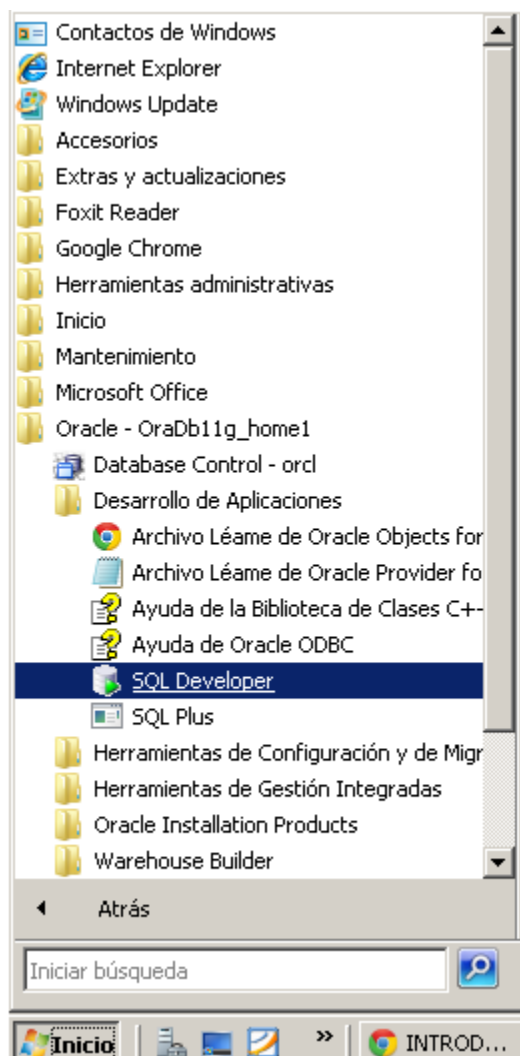 Contactos de Windows
Internet Explorer
Windows Update
Accesorios
Extras y actualizaciones
Foxit Reader
Google Chrome
Herramientas administrativas
Inicio
Mantenimiento
Microsoft Office
Oracle - OraDb11g_home1
Database Control - orcl
Desarrollo de Aplicaciones
Archivo Léame de Oracle Objects for
Archivo Léame de Oracle Provider fo
Ayuda de la Biblioteca de Clases C+-
Ayuda de Oracle ODBC
SQL Developer
SQL Plus
Herramientas de Configuración y de Migr
Herramientas de Gestión Integradas
Oracle Installation Products
Warehouse Builder
Atrás
Iniciar búsqueda
Inicio » INTROD...